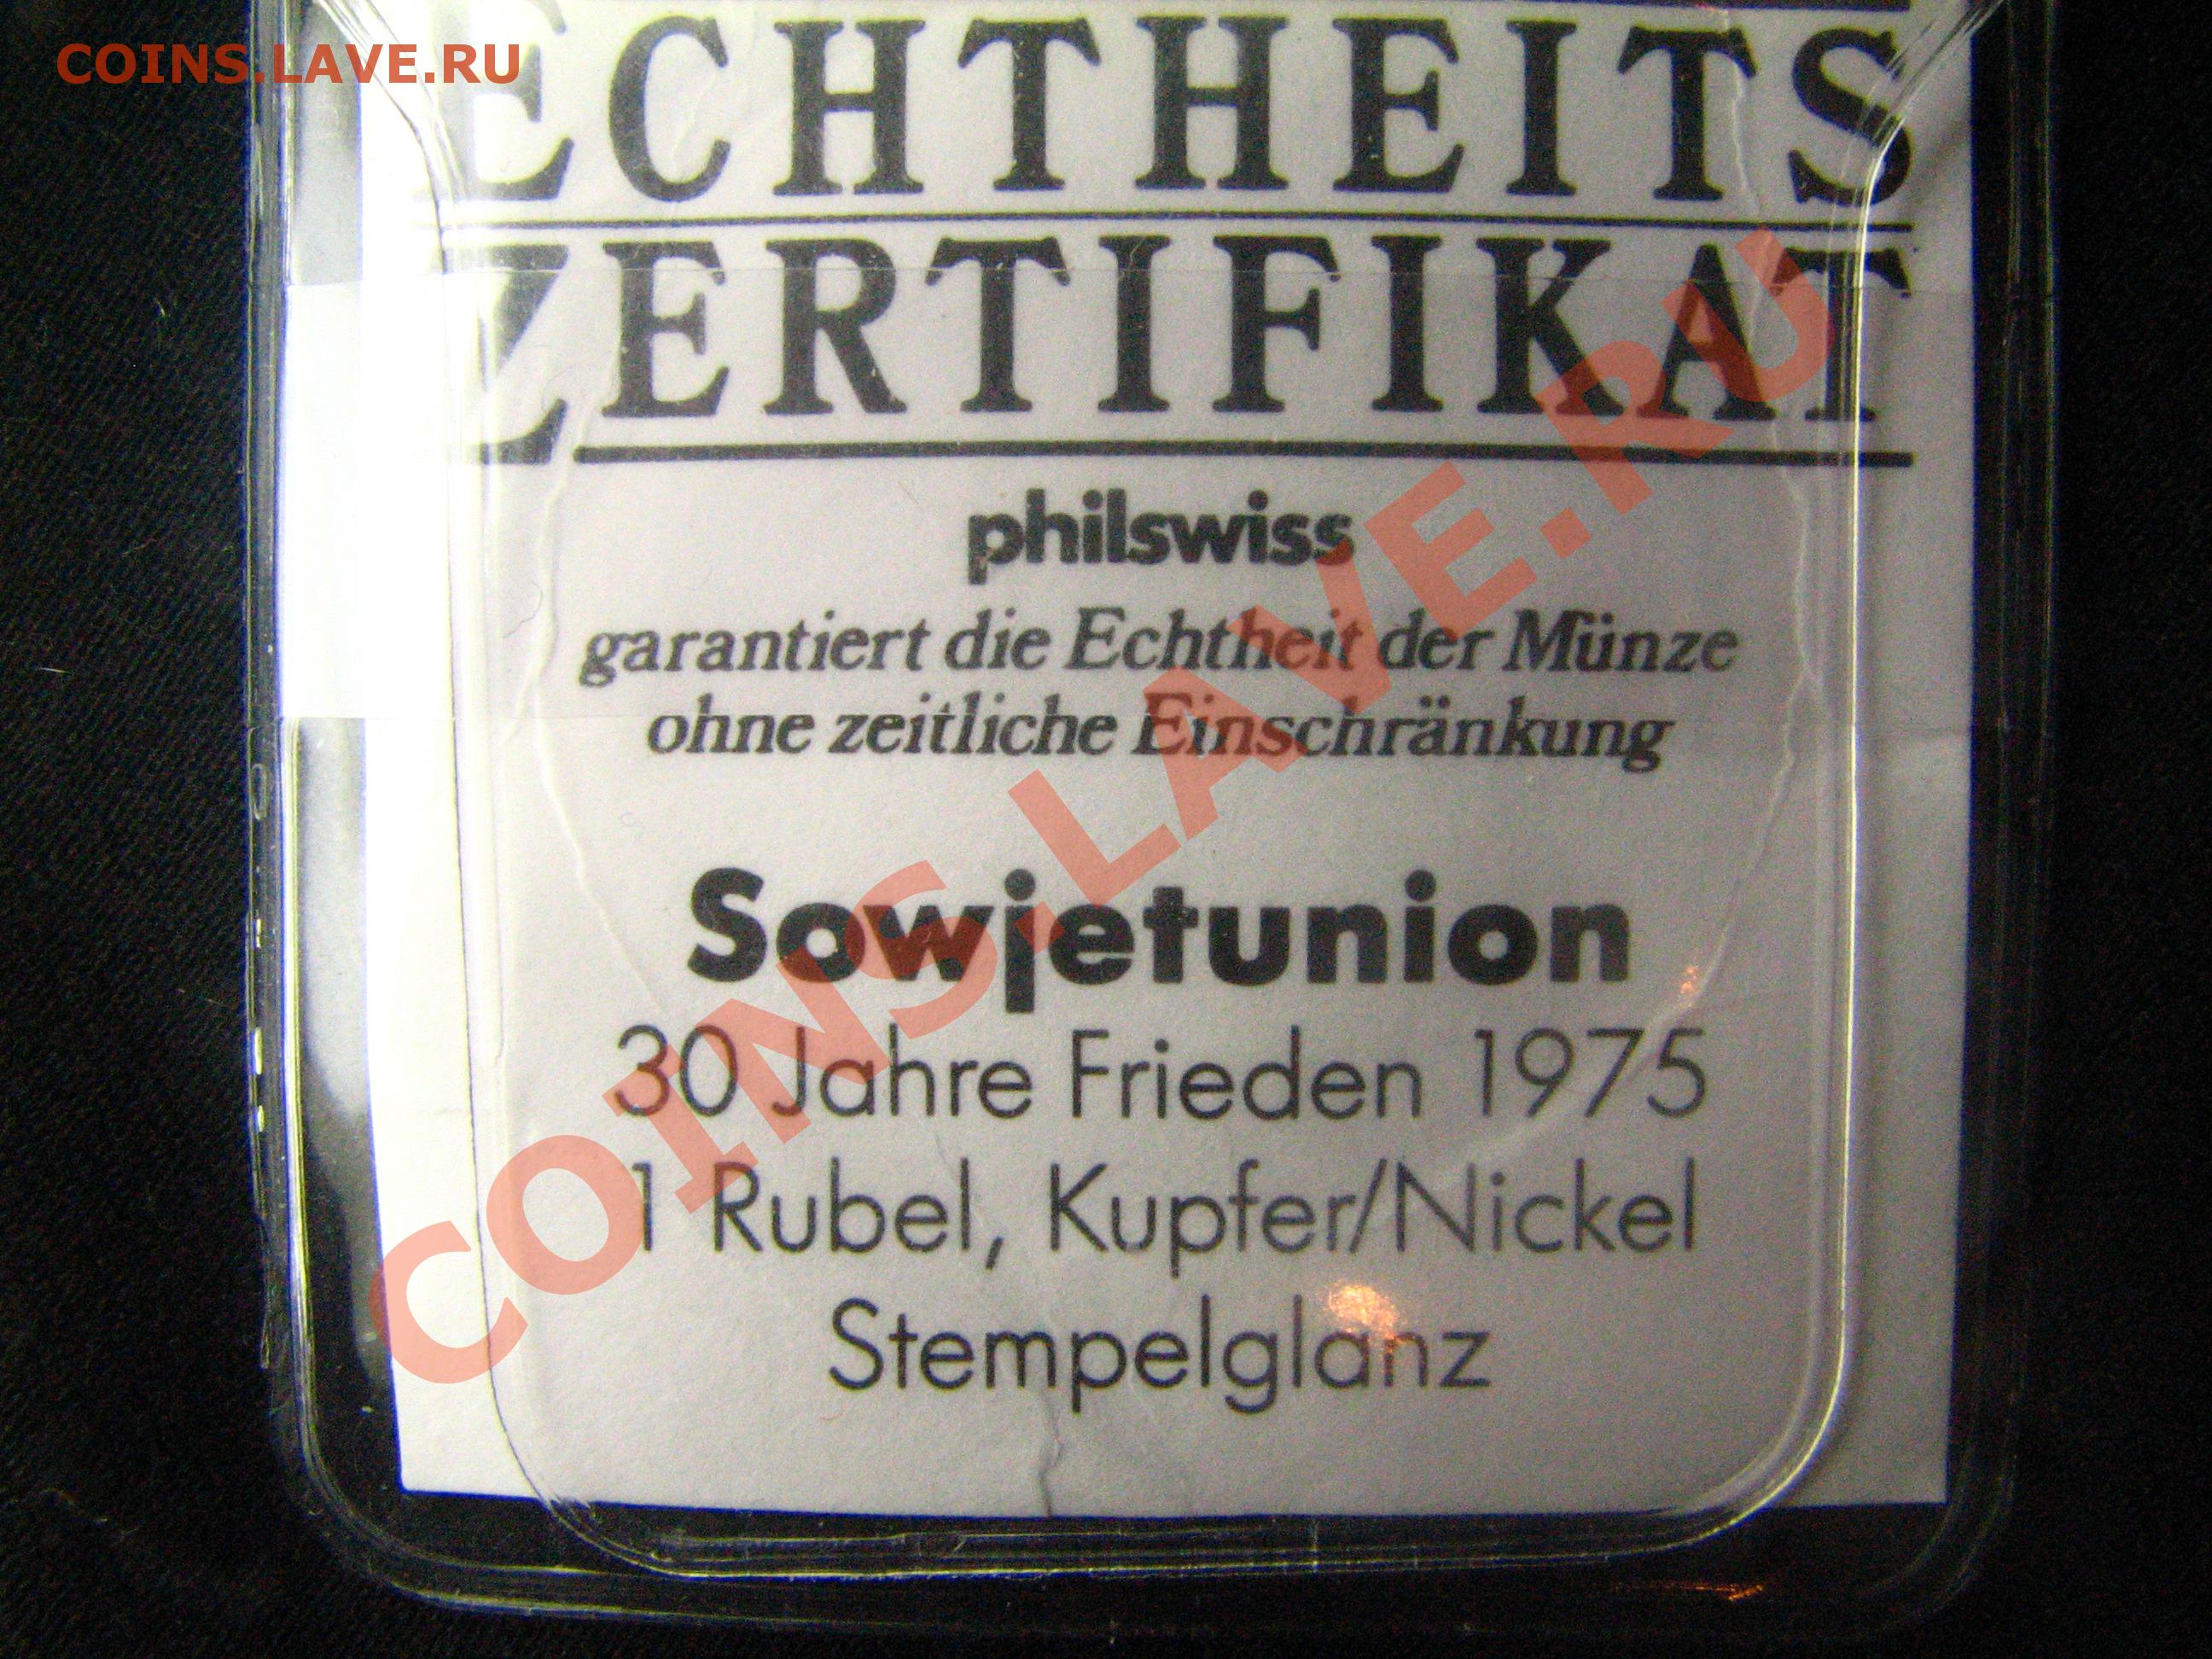 COINS.LAVE.RU
ECHTHEITS
ZERTIFIKAT
philswiss
garantiert die Echtheit der Münze
ohne zeitliche Einschränkung
Sowjetunion
30 Jahre Frieden 1975
1 Rubel, Kupfer/Nickel
Stempelglanz
COINS.LAVE.RU